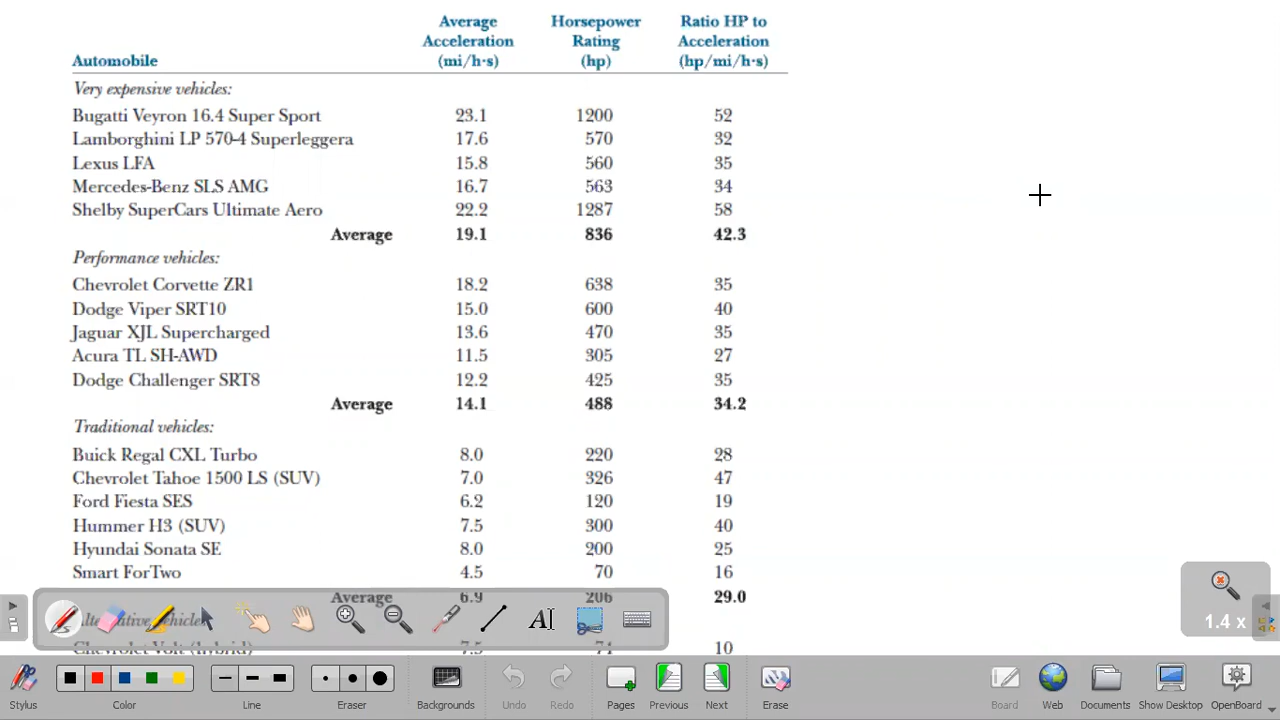 Average Horsepower Ratio HP to
Acceleration Rating Acceleration
Automobile (mi/h·s) (hp) (hp/mi/h·s)
Very expensive vehicles:
Bugatti Veyron 16.4 Super Sport 23.1 1200 52
Lamborghini LP 570-4 Superleggera 17.6 570 32
Lexus LFA 15.8 560 35
Mercedes-Benz SLS AMG 16.7 563 34
Shelby SuperCars Ultimate Aero 22.2 1287 58
Average 19.1 836 42.3
Performance vehicles:
Chevrolet Corvette ZR1 18.2 638 35
Dodge Viper SRT10 15.0 600 40
Jaguar XJL Supercharged 13.6 470 35
Acura TL SH-AWD 11.5 305 27
Dodge Challenger SRT8 12.2 425 35
Average 14.1 488 34.2
Traditional vehicles:
Buick Regal CXL Turbo 8.0 220 28
Chevrolet Tahoe 1500 LS (SUV) 7.0 326 47
Ford Fiesta SES 6.2 120 19
Hummer H3 (SUV) 7.5 300 40
Hyundai Sonata SE 8.0 200 25
Smart ForTwo 4.5 70 16
Average 6.9 206 29.0
Alternative vehicles:
Chevrolet Volt (hybrid) 7.5 74 10
AI
1.4 x
Stylus Color Line Eraser Backgrounds Undo Redo Pages Previous Next Erase Board Web Documents Show Desktop OpenBoard